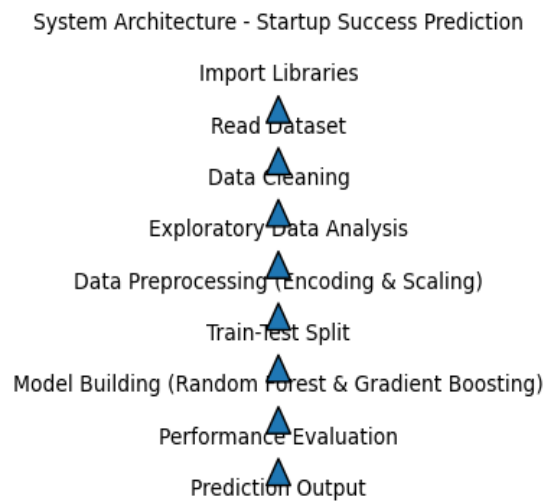 System Architecture - Startup Success Prediction
Import Libraries
Read Dataset
Data Cleaning
Exploratory Data Analysis
Data Preprocessing (Encoding & Scaling)
Train-Test Split
Model Building (Random Forest & Gradient Boosting)
Performance Evaluation
Prediction Output